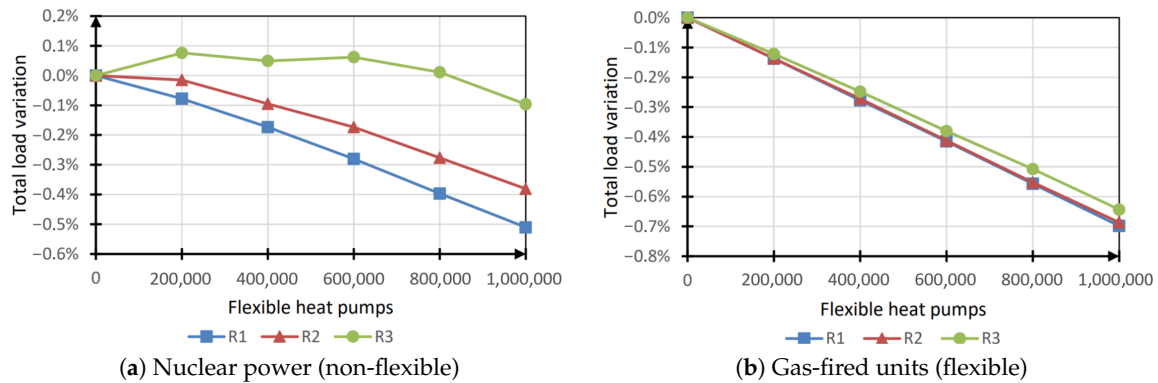 0.2%
0.1%
0.0%
−0.1%
−0.2%
−0.3%
−0.4%
−0.5%
−0.6%
Total load variation
0 200,000 400,000 600,000 800,000 1,000,000
Flexible heat pumps
R1 R2 R3
(a) Nuclear power (non-flexible)
0.0%
−0.1%
−0.2%
−0.3%
−0.4%
−0.5%
−0.6%
−0.7%
−0.8%
Total load variation
0 200,000 400,000 600,000 800,000 1,000,000
Flexible heat pumps
R1 R2 R3
(b) Gas-fired units (flexible)